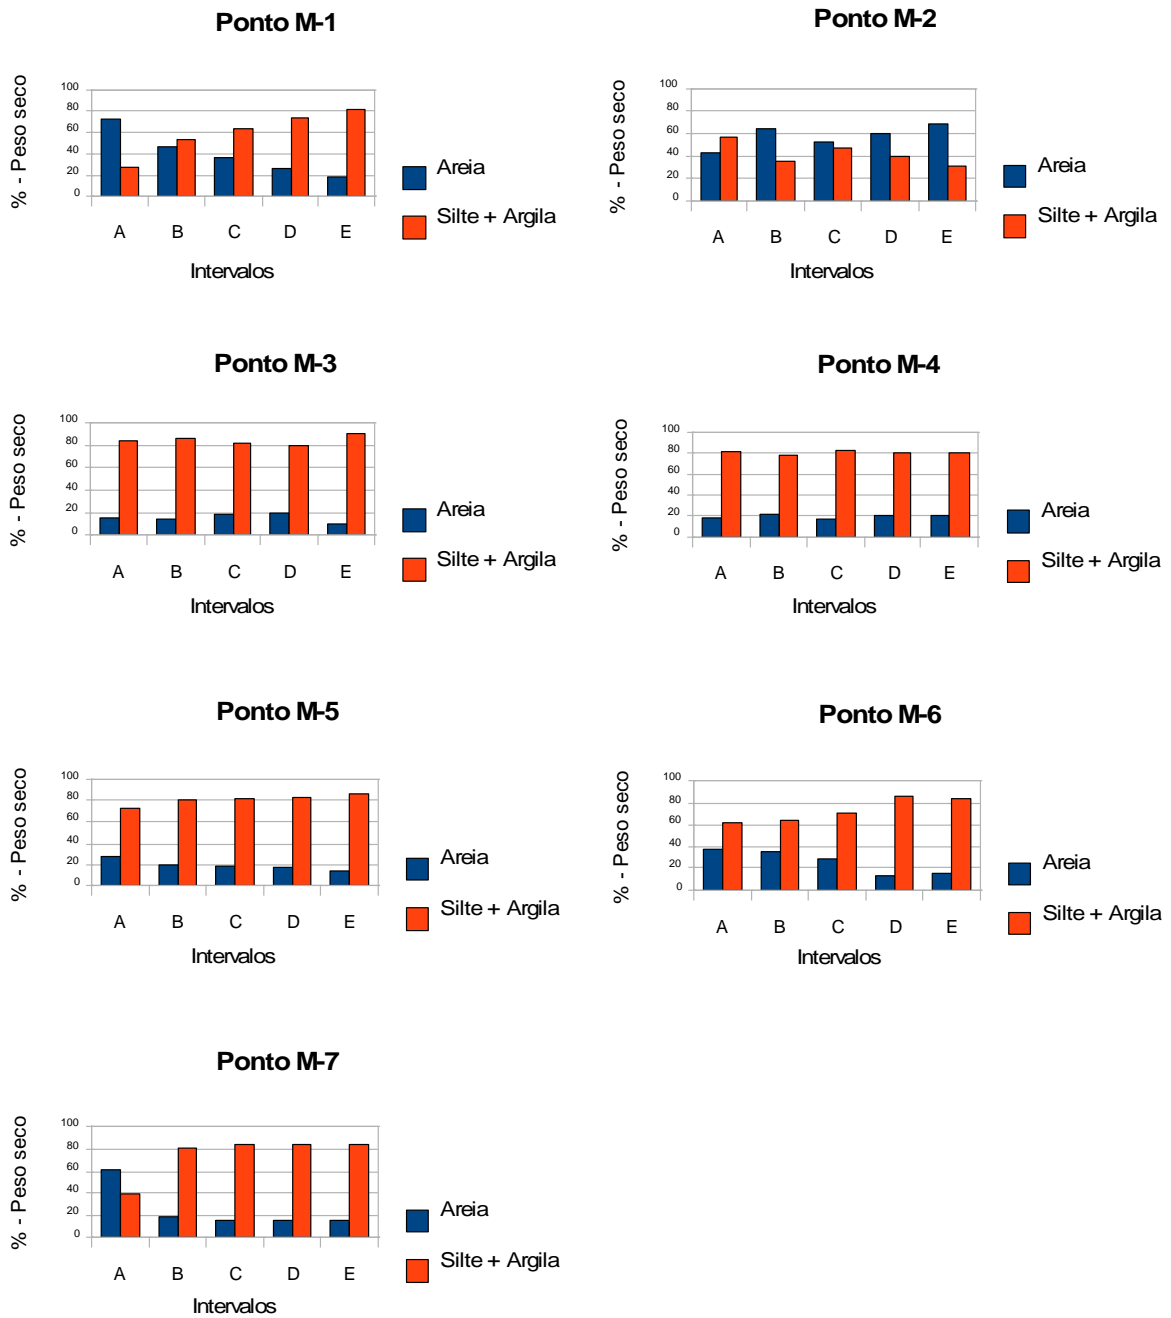 Ponto M-1
% - Peso seco
100
80
60
40
20
0
A B C D E
Intervalos
Areia
Silte + Argila
Ponto M-2
% - Peso seco
100
80
60
40
20
0
A B C D E
Intervalos
Areia
Silte + Argila
Ponto M-3
% - Peso seco
100
80
60
40
20
0
A B C D E
Intervalos
Areia
Silte + Argila
Ponto M-4
% - Peso seco
100
80
60
40
20
0
A B C D E
Intervalos
Areia
Silte + Argila
Ponto M-5
% - Peso seco
100
80
60
40
20
0
A B C D E
Intervalos
Areia
Silte + Argila
Ponto M-6
% - Peso seco
100
80
60
40
20
0
A B C D E
Intervalos
Areia
Silte + Argila
Ponto M-7
% - Peso seco
100
80
60
40
20
0
A B C D E
Intervalos
Areia
Silte + Argila